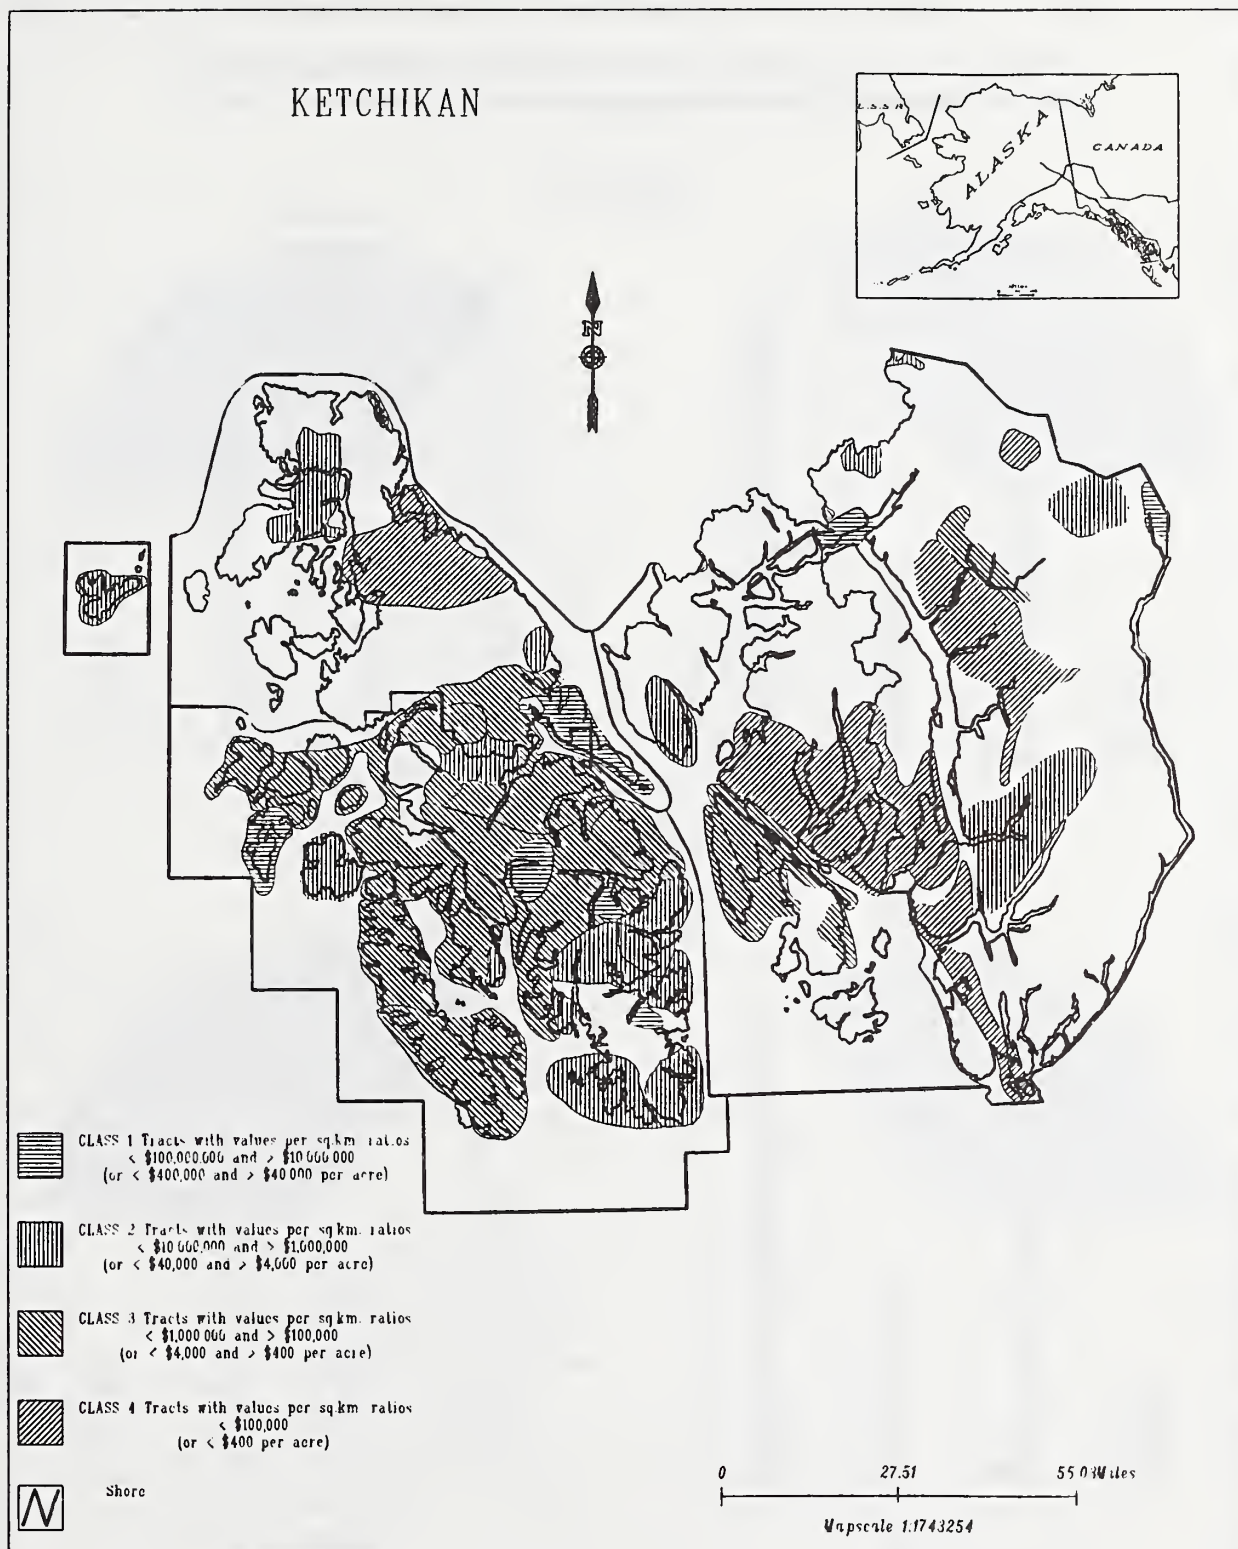 KETCHIKAN
ALASKA
CANADA
N
CLASS 1 Tracts with values per sq.km. ratios
< $100,000,000 and > $10,000,000
(or < $400,000 and > $40,000 per acre)
CLASS 2 Tracts with values per sq.km. ratios
< $10,000,000 and > $1,000,000
(or < $40,000 and > $4,000 per acre)
CLASS 3 Tracts with values per sq.km. ratios
< $1,000,000 and > $100,000
(or < $4,000 and > $400 per acre)
CLASS 4 Tracts with values per sq.km. ratios
< $100,000
(or < $400 per acre)
Shore
0 27.51 55.03 Miles
Mapscale 1:1743254